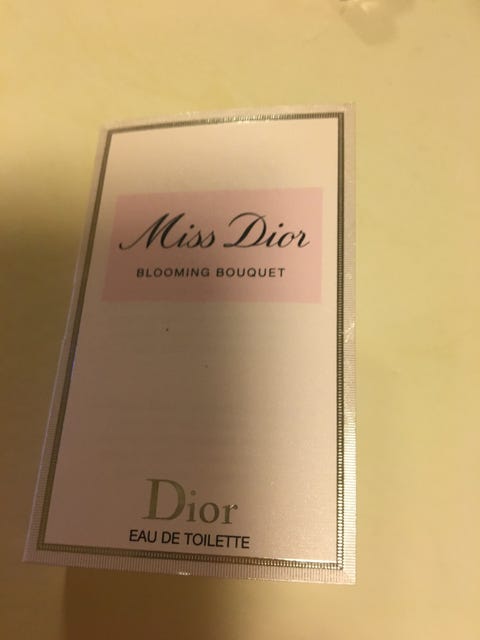 Miss Dior
BLOOMING BOUQUET
Dior
EAU DE TOILETTE